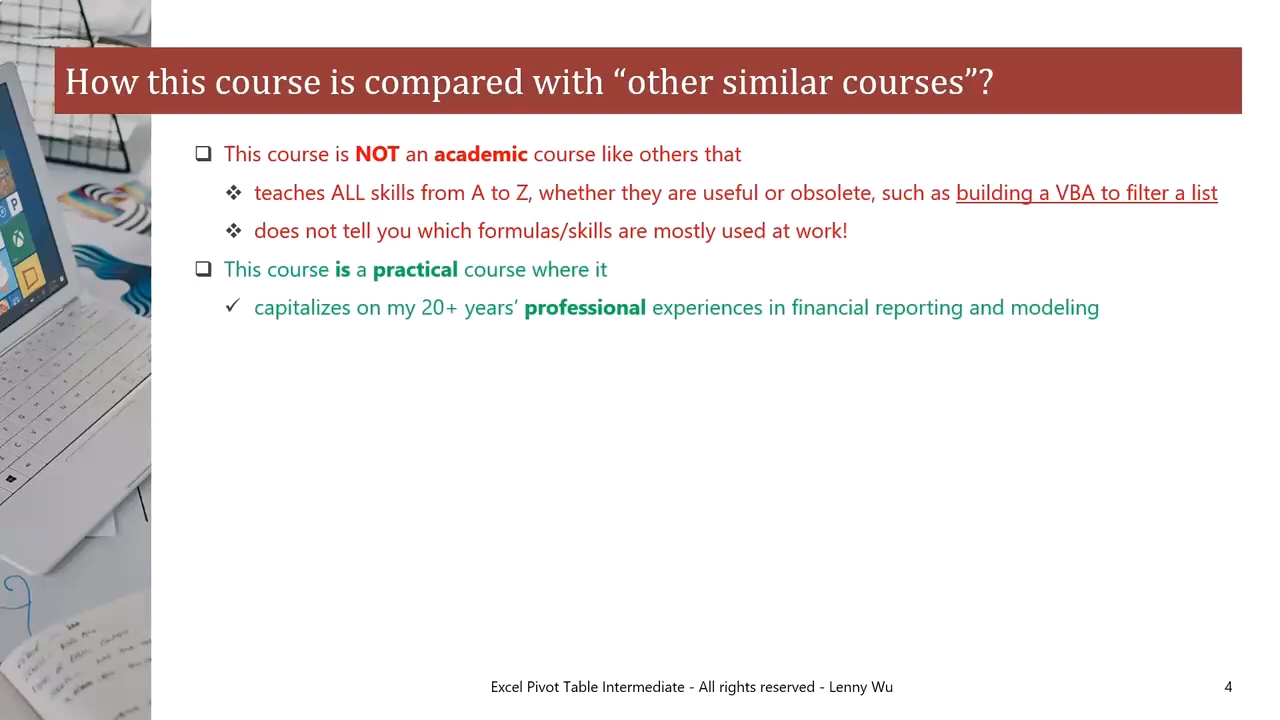 How this course is compared with “other similar courses”?
This course is NOT an academic course like others that
teaches ALL skills from A to Z, whether they are useful or obsolete, such as building a VBA to filter a list
does not tell you which formulas/skills are mostly used at work!
This course is a practical course where it
capitalizes on my 20+ years’ professional experiences in financial reporting and modeling
Excel Pivot Table Intermediate - All rights reserved - Lenny Wu
4